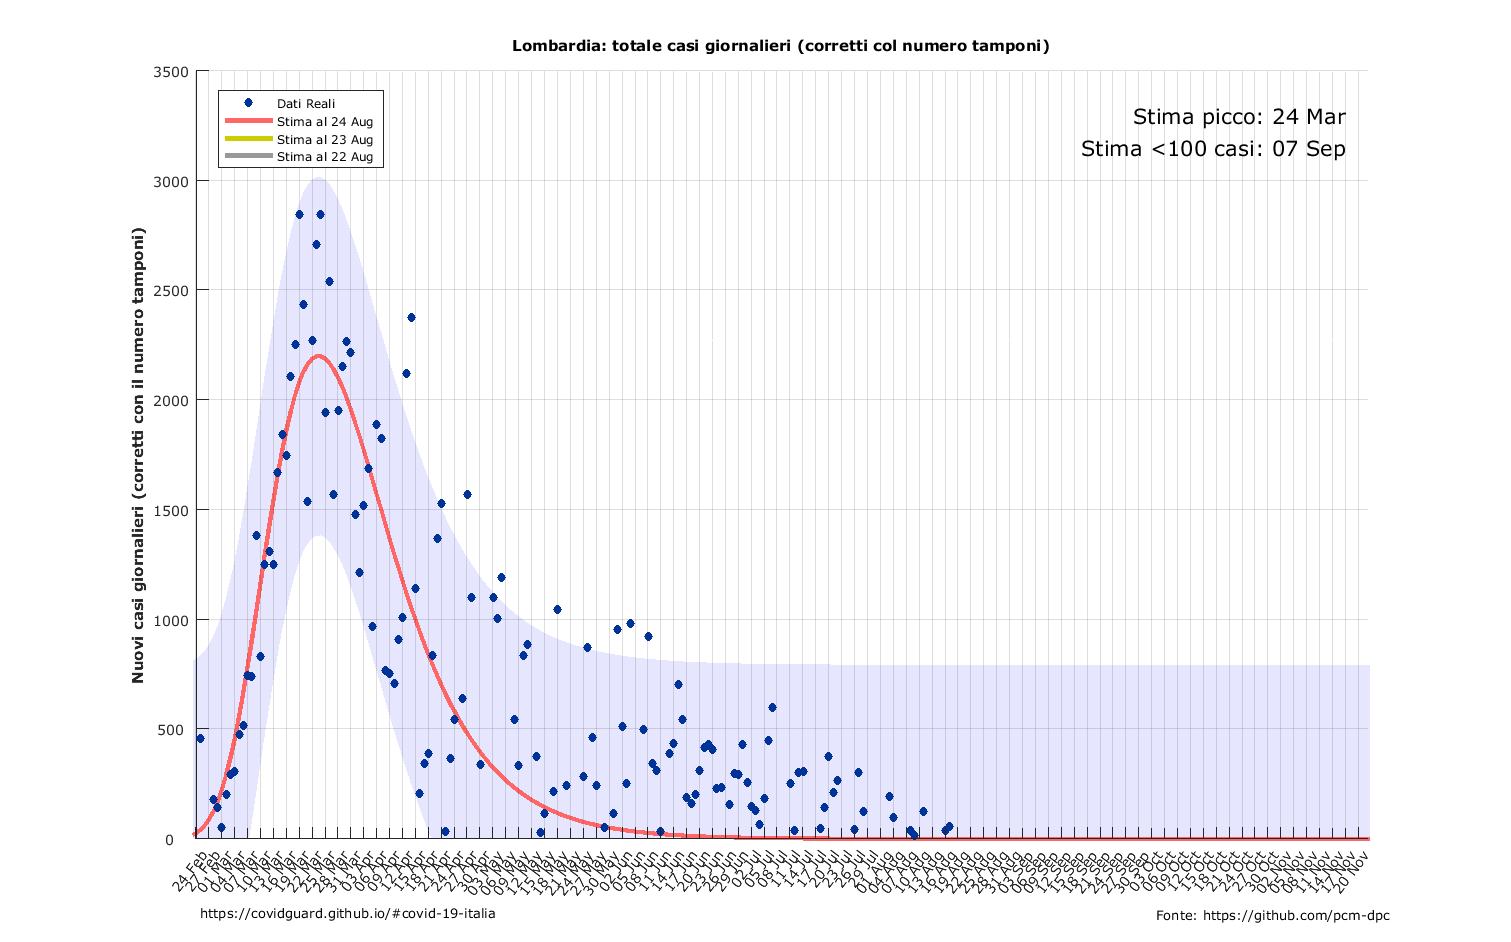 Lombardia: totale casi giornalieri (corretti col numero tamponi)
Dati Reali
Stima al 24 Aug
Stima al 23 Aug
Stima al 22 Aug
Stima picco: 24 Mar
Stima <100 casi: 07 Sep
Nuovi casi giornalieri (corretti con il numero tamponi)
3500
3000
2500
2000
1500
1000
500
0
24 Feb
27 Feb
01 Mar
04 Mar
07 Mar
10 Mar
13 Mar
16 Mar
19 Mar
22 Mar
25 Mar
28 Mar
31 Mar
03 Apr
06 Apr
09 Apr
12 Apr
15 Apr
18 Apr
21 Apr
24 Apr
27 Apr
30 Apr
03 May
06 May
09 May
12 May
15 May
18 May
21 May
24 May
27 May
30 May
02 Jun
05 Jun
08 Jun
11 Jun
14 Jun
17 Jun
20 Jun
23 Jun
26 Jun
29 Jun
02 Jul
05 Jul
08 Jul
11 Jul
14 Jul
17 Jul
20 Jul
23 Jul
26 Jul
29 Jul
01 Aug
04 Aug
07 Aug
10 Aug
13 Aug
16 Aug
19 Aug
22 Aug
25 Aug
28 Aug
31 Aug
03 Sep
06 Sep
09 Sep
12 Sep
15 Sep
18 Sep
21 Sep
24 Sep
27 Sep
30 Sep
03 Oct
06 Oct
09 Oct
12 Oct
15 Oct
18 Oct
21 Oct
24 Oct
27 Oct
30 Oct
02 Nov
05 Nov
08 Nov
11 Nov
14 Nov
17 Nov
20 Nov
https://covidguard.github.io/#covid-19-italia
Fonte: https://github.com/pcm-dpc